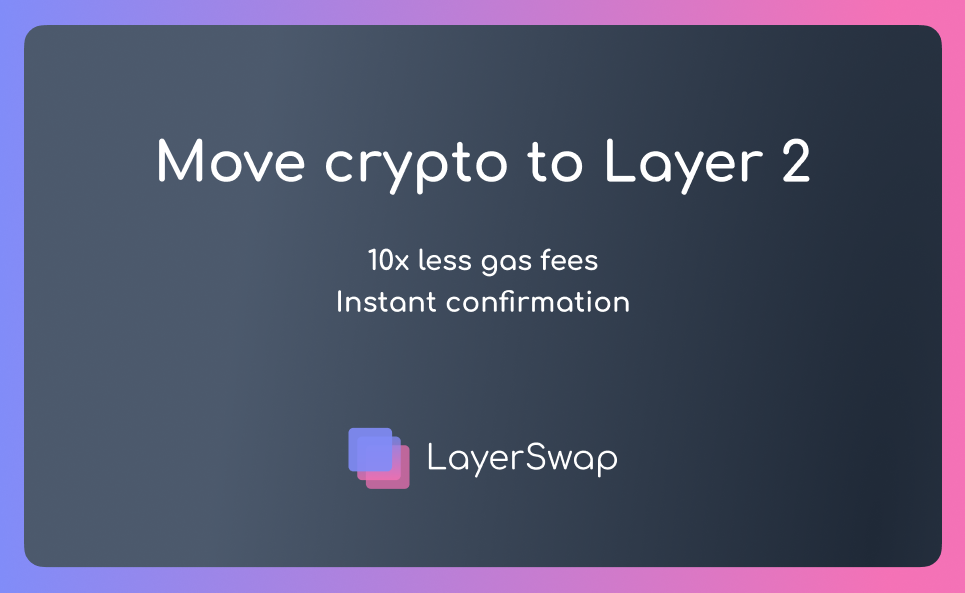 Move crypto to Layer 2
10x less gas fees
Instant confirmation
LayerSwap